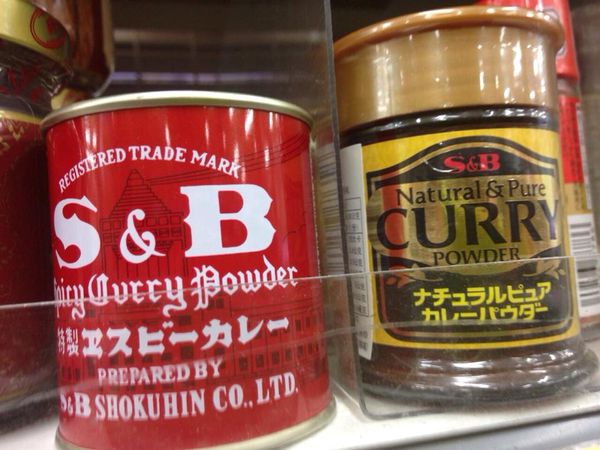 REGISTERED TRADE MARK
S & B
Spicy Curry Powder
特製 ヱスビーカレー
PREPARED BY
S&B SHOKUHIN CO., LTD.
S&B
Natural & Pure
CURRY
POWDER
ナチュラルピュア
カレーパウダー